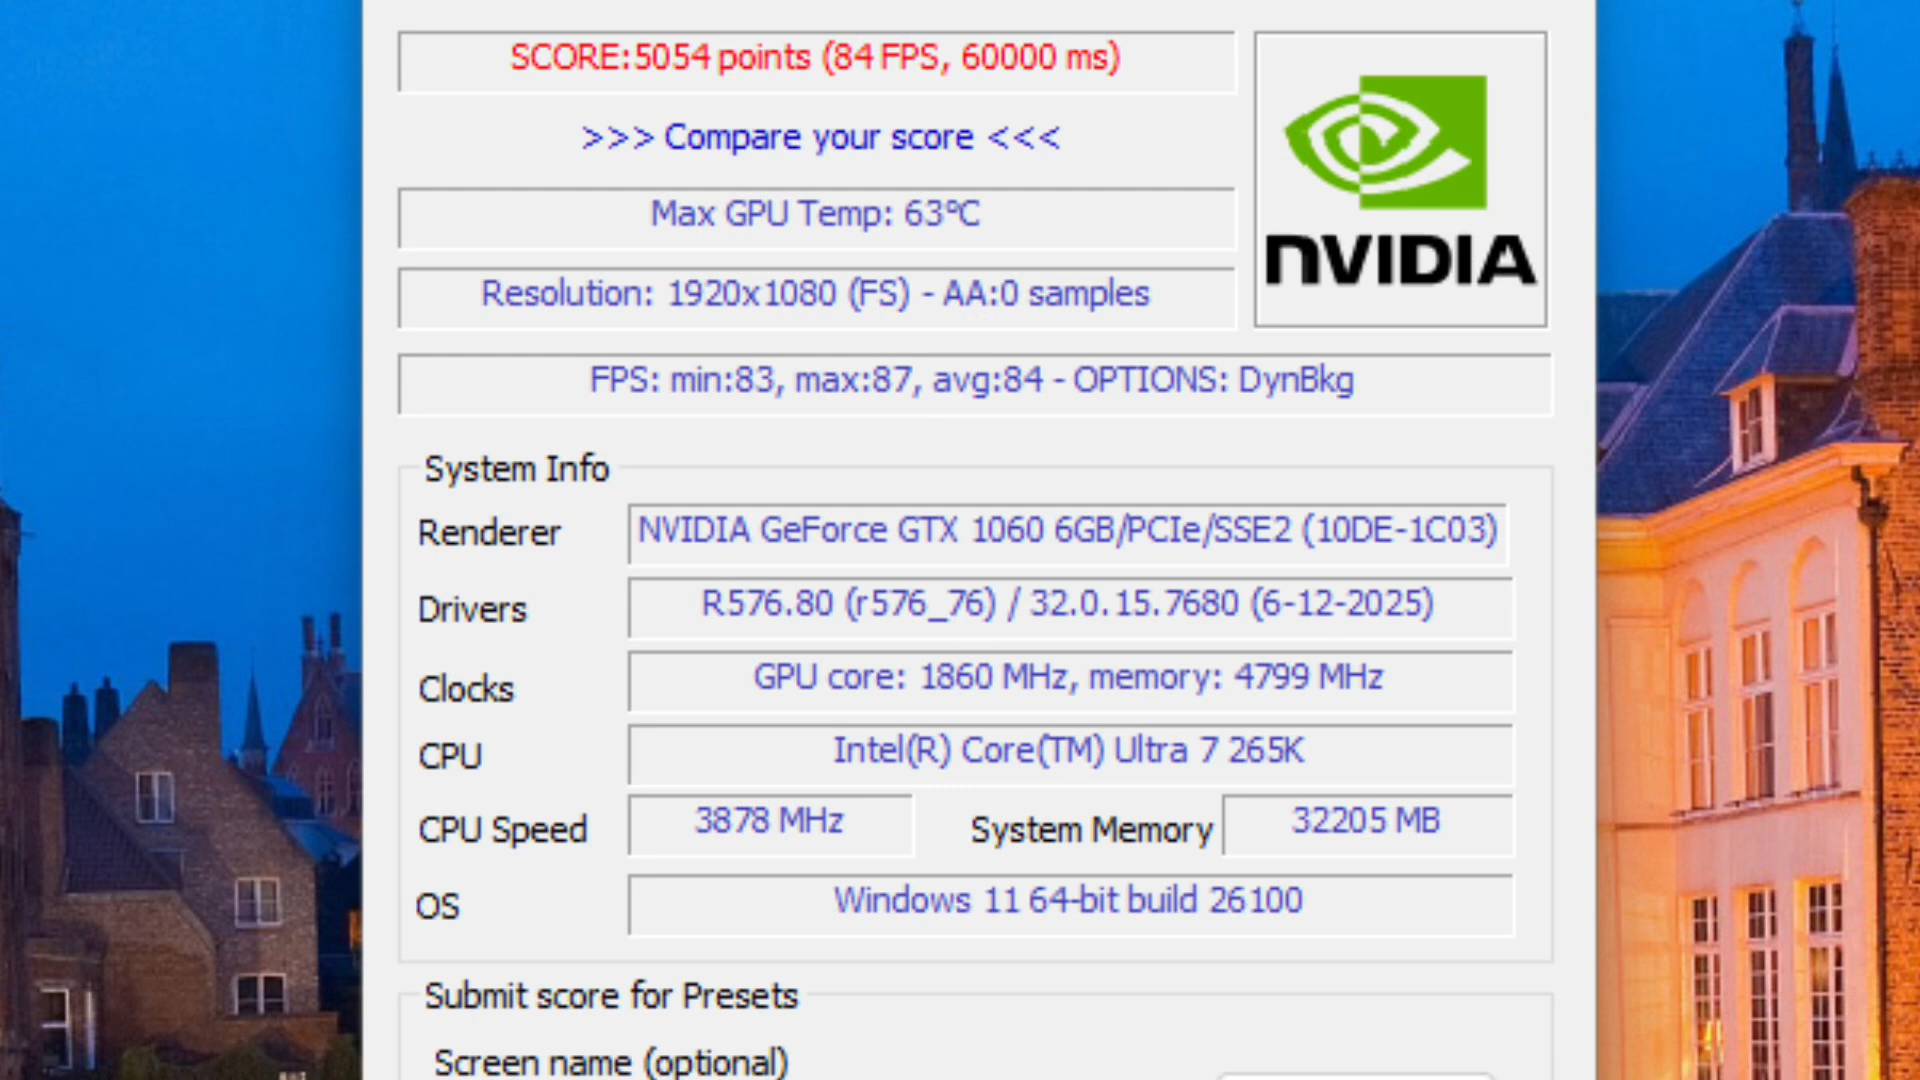 SCORE:5054 points (84 FPS, 60000 ms)
>>> Compare your score <<<
Max GPU Temp: 63°C
Resolution: 1920x1080 (FS) - AA:0 samples
NVIDIA
FPS: min:83, max:87, avg:84 - OPTIONS: DynBkg
System Info
Renderer NVIDIA GeForce GTX 1060 6GB/PCIe/SSE2 (10DE-1C03)
Drivers R576.80 (r576_76) / 32.0.15.7680 (6-12-2025)
Clocks GPU core: 1860 MHz, memory: 4799 MHz
CPU Intel(R) Core(TM) Ultra 7 265K
CPU Speed 3878 MHz System Memory 32205 MB
OS Windows 11 64-bit build 26100
Submit score for Presets
Screen name (optional)